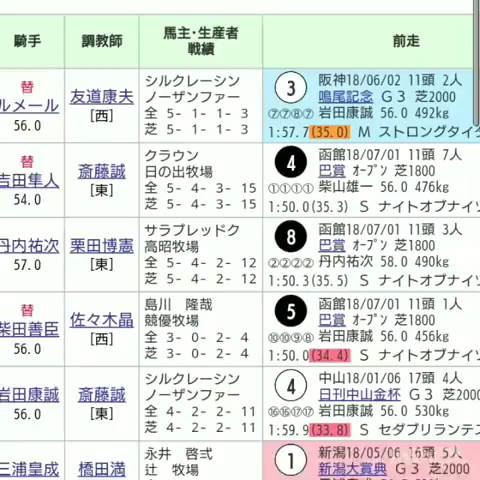 騎手 調教師 馬主・生産者 戦績 前走
替 ルメール 56.0
友道康夫 [西]
シルクレーシン
ノーザンファー
全 5- 1- 1- 3
芝 5- 1- 1- 3
3 阪神18/06/02 11頭 2人
鳴尾記念 Ｇ３ 芝2000
⑦⑦⑧⑦ 岩田康誠 56.0 492kg
1:57.7 (35.0) M ストロングタイ
替 吉田隼人 54.0
斎藤誠 [東]
クラウン
日の出牧場
全 5- 4- 3- 15
芝 5- 4- 3- 15
4 函館18/07/01 11頭 7人
巴賞 オープン 芝1800
①①①① 柴山雄一 56.0 476kg
1:50.0 (35.3) S ナイトオブナイツ
丹内祐次 57.0
栗田博憲 [東]
サラブレッドク
高昭牧場
全 5- 4- 2- 12
芝 5- 4- 2- 12
8 函館18/07/01 11頭 3人
巴賞 オープン 芝1800
②②②② 丹内祐次 58.0 490kg
1:50.3 (35.5) S ナイトオブナイツ
替 柴田善臣 56.0
佐々木晶 [西]
島川 隆哉
競優牧場
全 3- 0- 2- 4
芝 3- 0- 2- 4
5 函館18/07/01 11頭 1人
巴賞 オープン 芝1800
⑩⑩⑨⑧ 岩田康誠 56.0 456kg
1:50.0 (34.4) S ナイトオブナイツ
岩田康誠 56.0
斎藤誠 [東]
シルクレーシン
ノーザンファー
全 4- 2- 2- 11
芝 4- 2- 2- 11
4 中山18/01/06 17頭 4人
日刊中山金杯 Ｇ３ 芝2000
⑯⑯⑰⑰ 岩田康誠 56.0 530kg
1:59.9 (33.8) S セダブリランテス
三浦皇成
橋田満
永井 啓弍
辻 牧場
1 新潟18/05/06 16頭 5人
新潟大賞典 Ｇ３ 芝2000